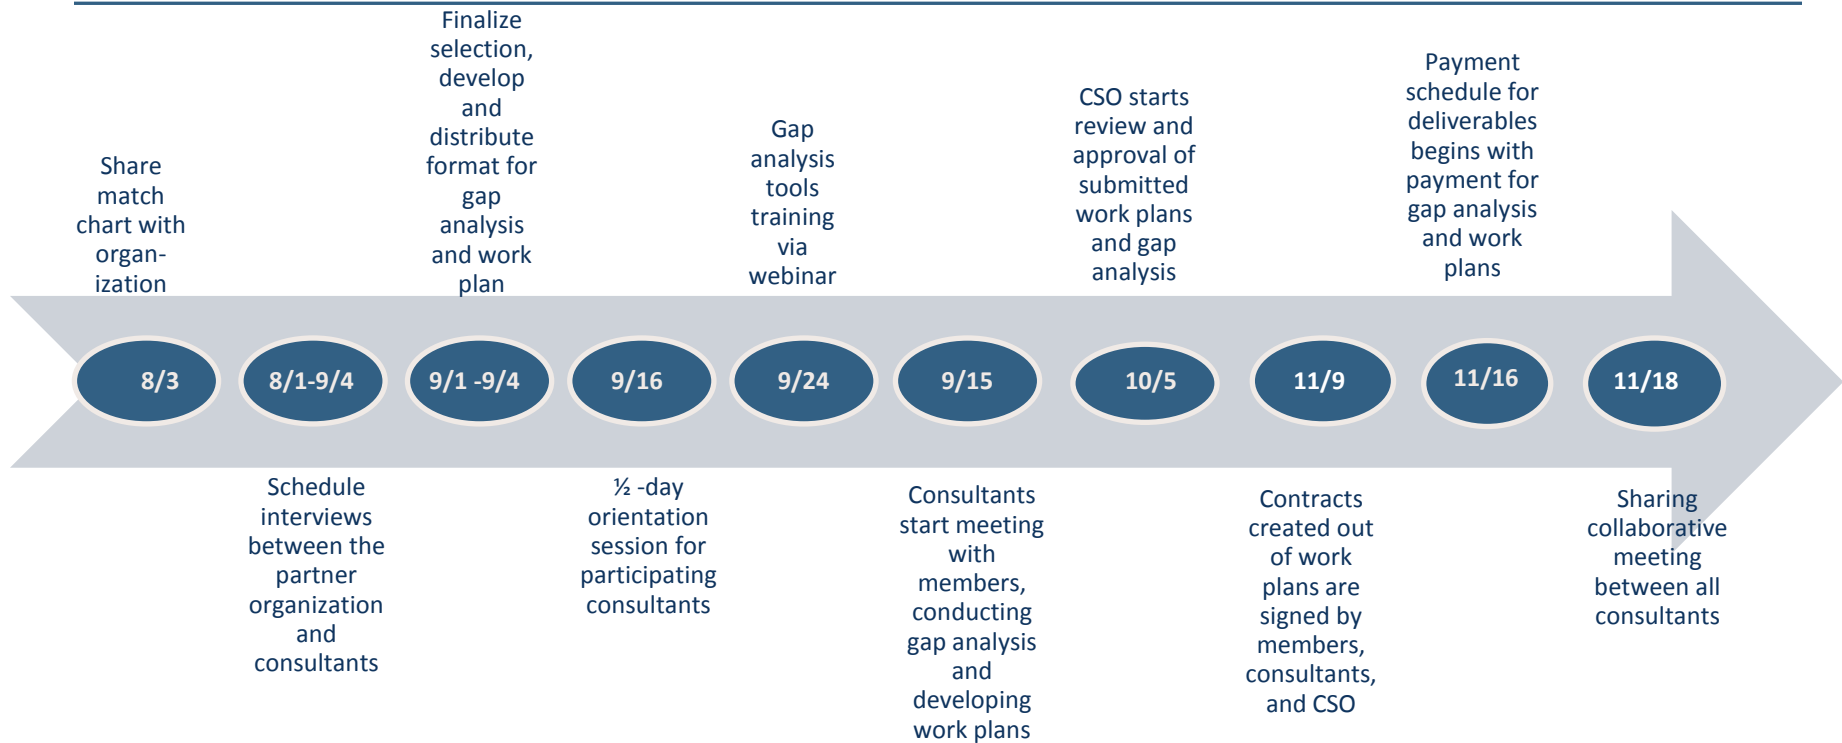 Share
match
chart with
organ-
ization
Finalize
selection,
develop
and
distribute
format for
gap
analysis
and work
plan
Gap
analysis
tools
training
via
webinar
CSO starts
review and
approval of
submitted
work plans
and gap
analysis
Payment
schedule for
deliverables
begins with
payment for
gap analysis
and work
plans
8/3
8/1-9/4
9/1 -9/4
9/16
9/24
9/15
10/5
11/9
11/16
11/18
Schedule
interviews
between the
partner
organization
and
consultants
½ -day
orientation
session for
participating
consultants
Consultants
start meeting
with
members,
conducting
gap analysis
and
developing
work plans
Contracts
created out
of work
plans are
signed by
members,
consultants,
and CSO
Sharing
collaborative
meeting
between all
consultants